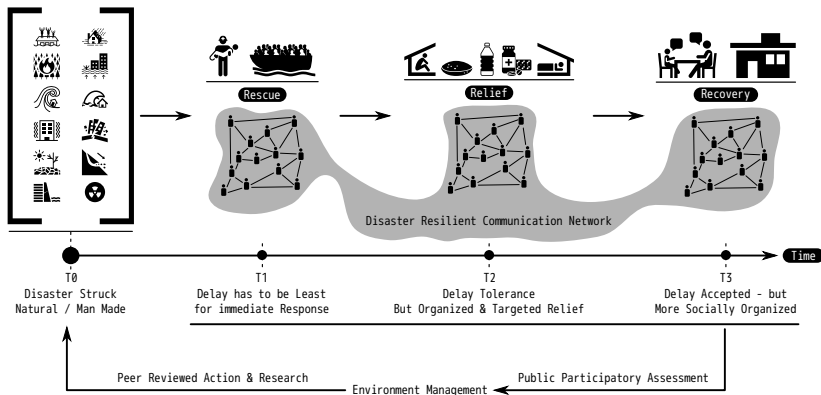 Rescue
Relief
Recovery
Disaster Resilient Communication Network
Time
T0
Disaster Struck
Natural / Man Made
T1
Delay has to be Least
for immediate Response
T2
Delay Tolerance
But Organized & Targeted Relief
T3
Delay Accepted - but
More Socially Organized
Peer Reviewed Action & Research
Public Participatory Assessment
Environment Management